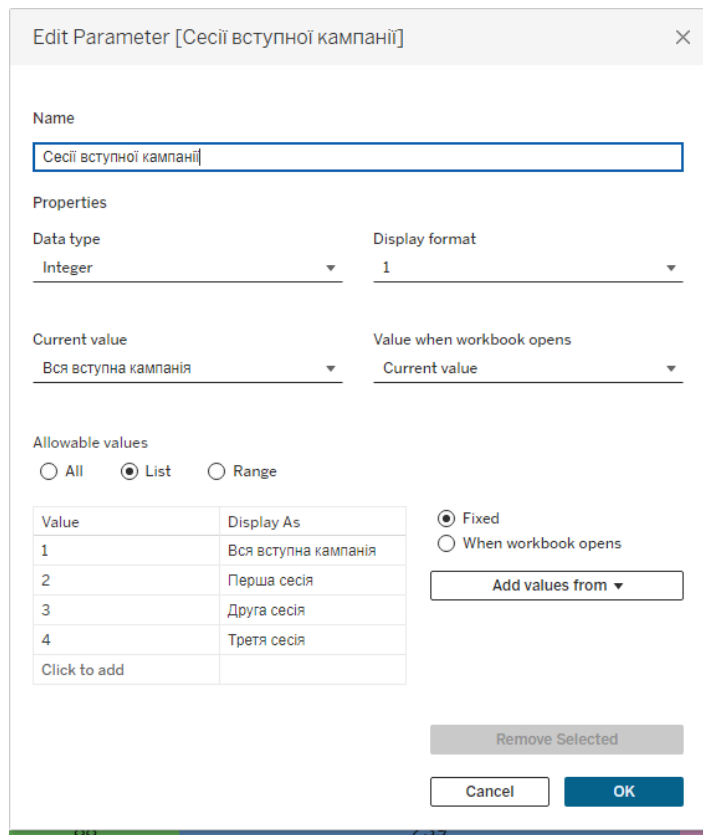 Edit Parameter [Сесії вступної кампанії]
Name
Сесії вступної кампанії
Properties
Data type Display format
Integer 1
Current value Value when workbook opens
Вся вступна кампанія Current value
Allowable values
All List Range
Value Display As
1 Вся вступна кампанія
2 Перша сесія
3 Друга сесія
4 Третя сесія
Click to add
Fixed
When workbook opens
Add values from
Remove Selected
Cancel OK